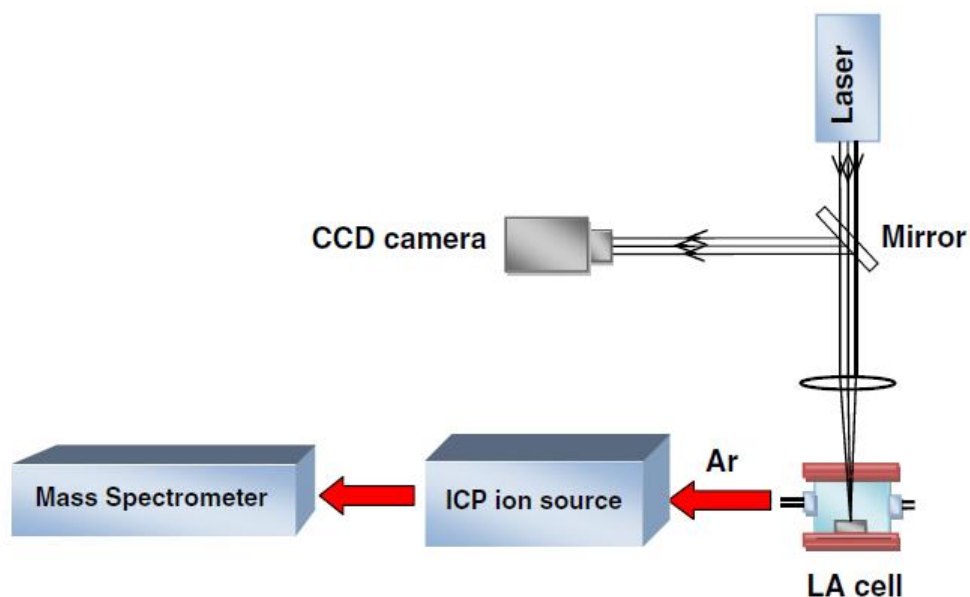 Laser
CCD camera
Mirror
Ar
Mass Spectrometer
ICP ion source
LA cell